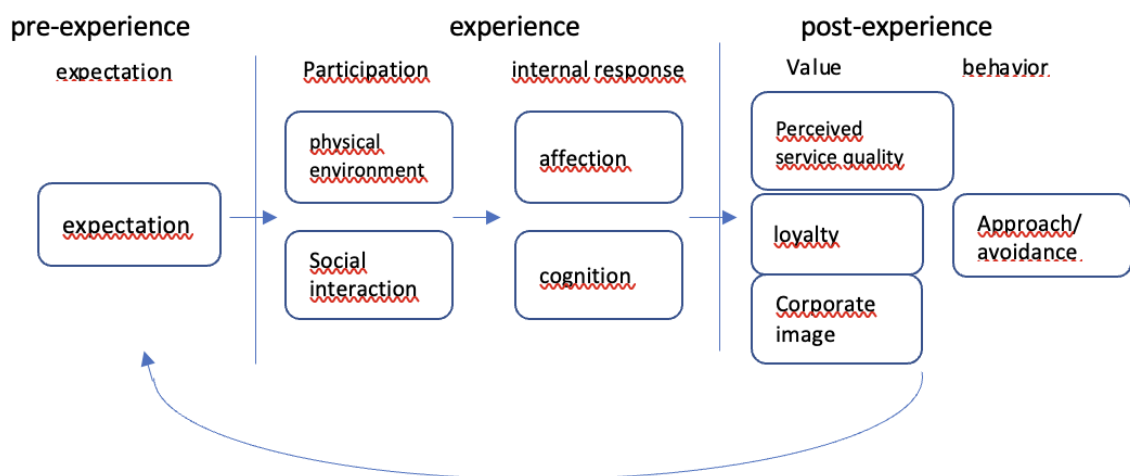 pre-experience
experience
post-experience
expectation
Participation
internal response
Value
behavior
expectation
physical
environment
Social
interaction
affection
cognition
Perceived
service quality
loyalty
Corporate
image
Approach/
avoidance